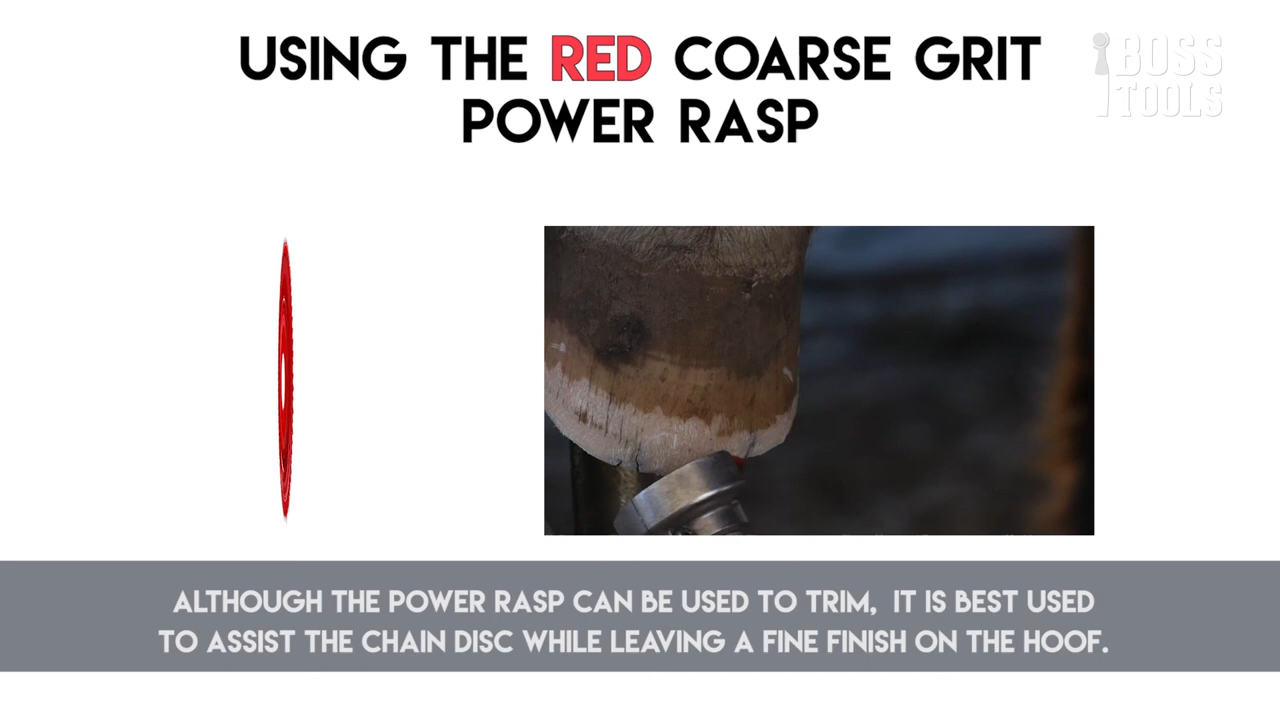 USING THE RED COARSE GRIT
POWER RASP
BOSS
TOOLS
ALTHOUGH THE POWER RASP CAN BE USED TO TRIM, IT IS BEST USED
TO ASSIST THE CHAIN DISC WHILE LEAVING A FINE FINISH ON THE HOOF.